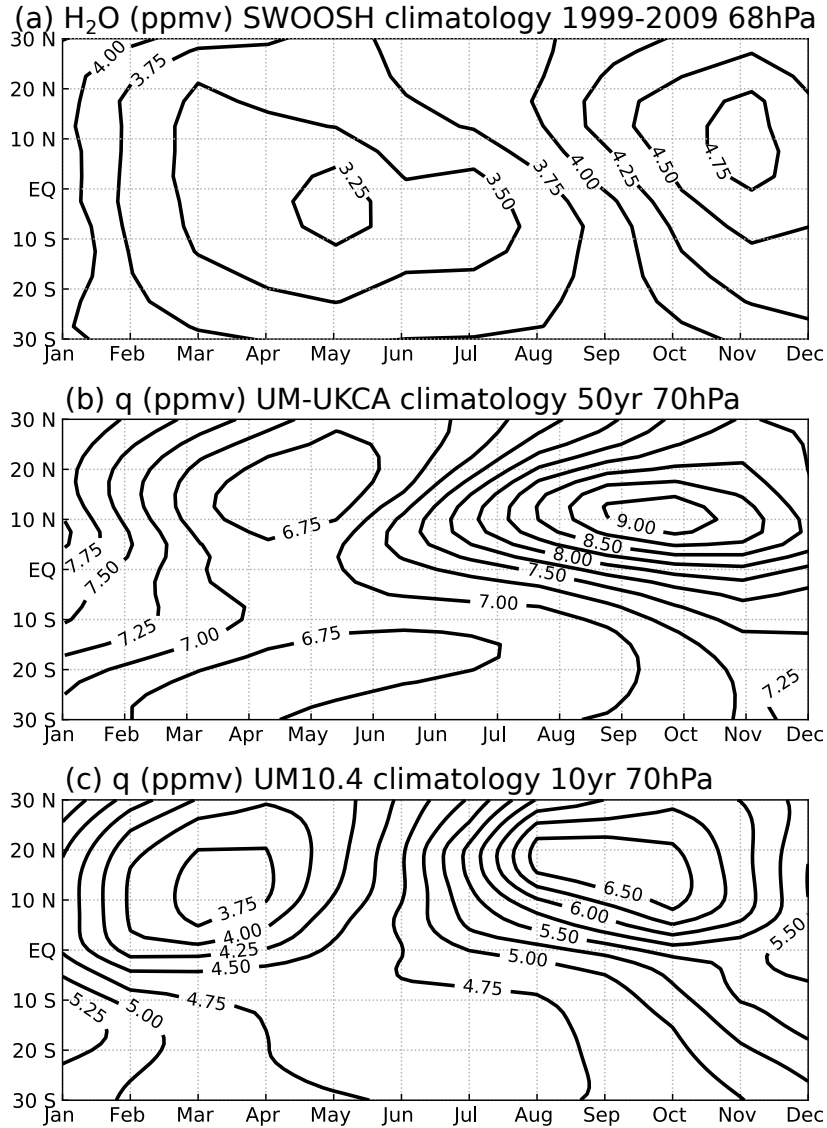 (a) H₂O (ppmv) SWOOSH climatology 1999-2009 68hPa
30 N
20 N
10 N
EQ
10 S
20 S
30 S
4.00
3.75
3.25
3.50
3.75
4.00
4.25
4.50
4.75
Jan Feb Mar Apr May Jun Jul Aug Sep Oct Nov Dec
(b) q (ppmv) UM-UKCA climatology 50yr 70hPa
30 N
20 N
10 N
EQ
10 S
20 S
30 S
7.75
7.50
7.25
7.00
6.75
6.75
7.00
7.50
8.00
8.50
9.00
7.25
Jan Feb Mar Apr May Jun Jun Jul Aug Sep Oct Nov Dec
(c) q (ppmv) UM10.4 climatology 10yr 70hPa
30 N
20 N
10 N
EQ
10 S
20 S
30 S
3.75
4.00
4.25
4.50
4.75
5.00
5.25
4.75
5.00
5.50
6.00
6.50
5.50
Jan Feb Mar Apr May Jun Jul Aug Sep Oct Nov Dec